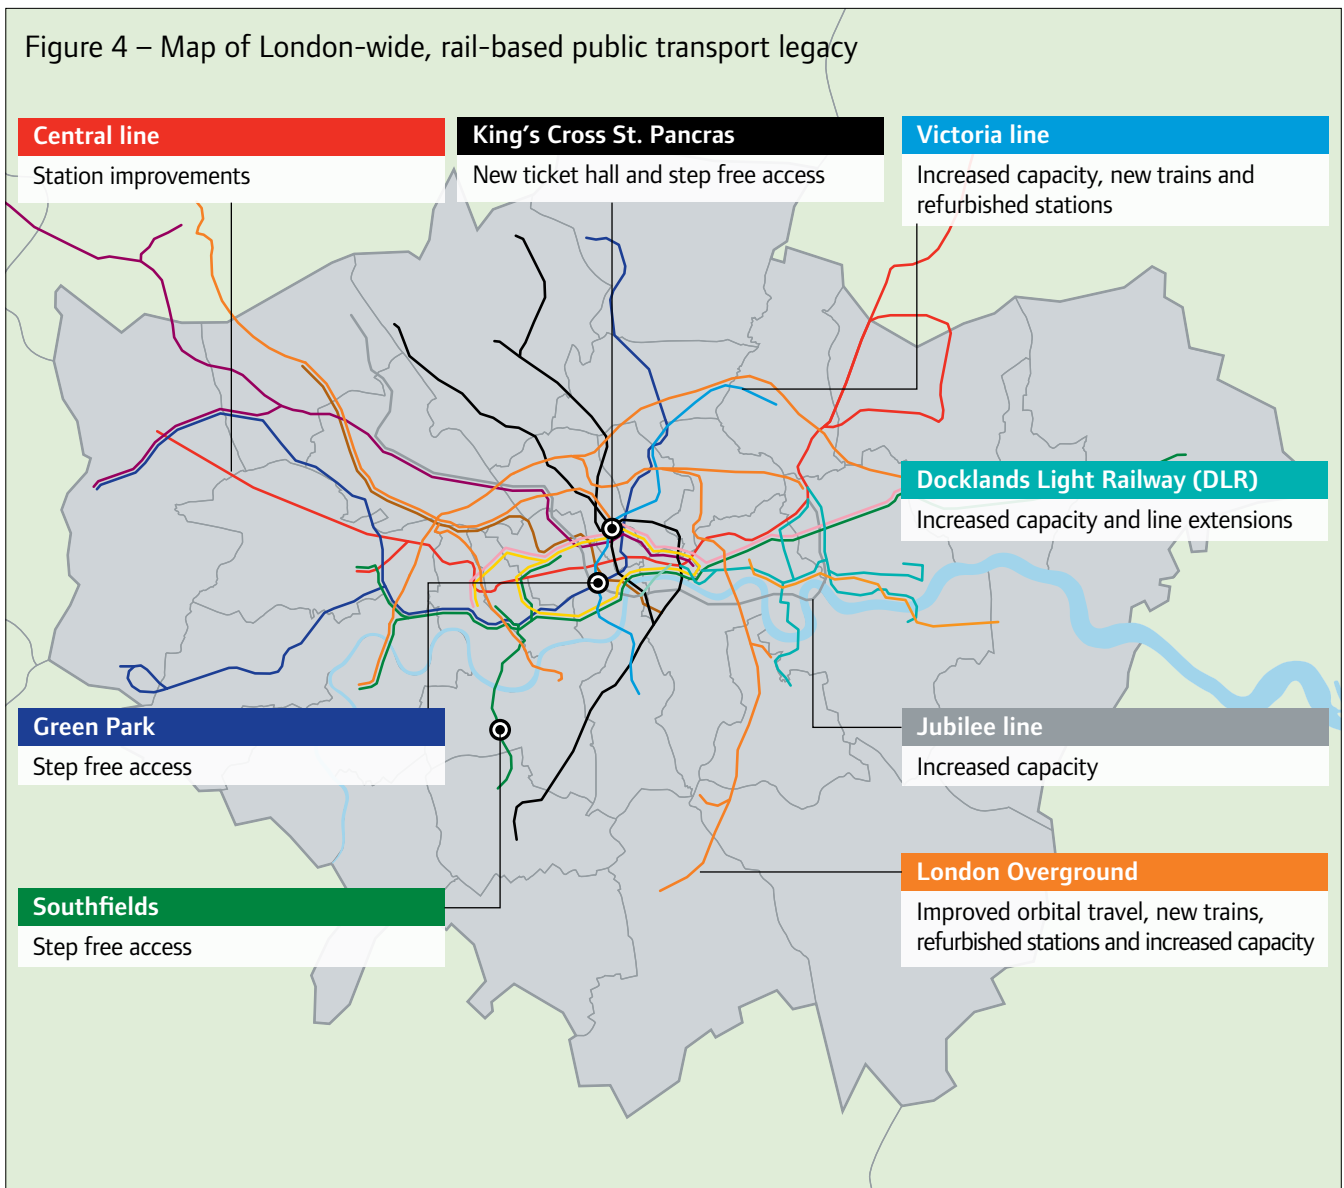 Figure 4 – Map of London-wide, rail-based public transport legacy
Central line
Station improvements
King's Cross St. Pancras
New ticket hall and step free access
Victoria line
Increased capacity, new trains and
refurbished stations
Docklands Light Railway (DLR)
Increased capacity and line extensions
Green Park
Step free access
Jubilee line
Increased capacity
Southfields
Step free access
London Overground
Improved orbital travel, new trains,
refurbished stations and increased capacity